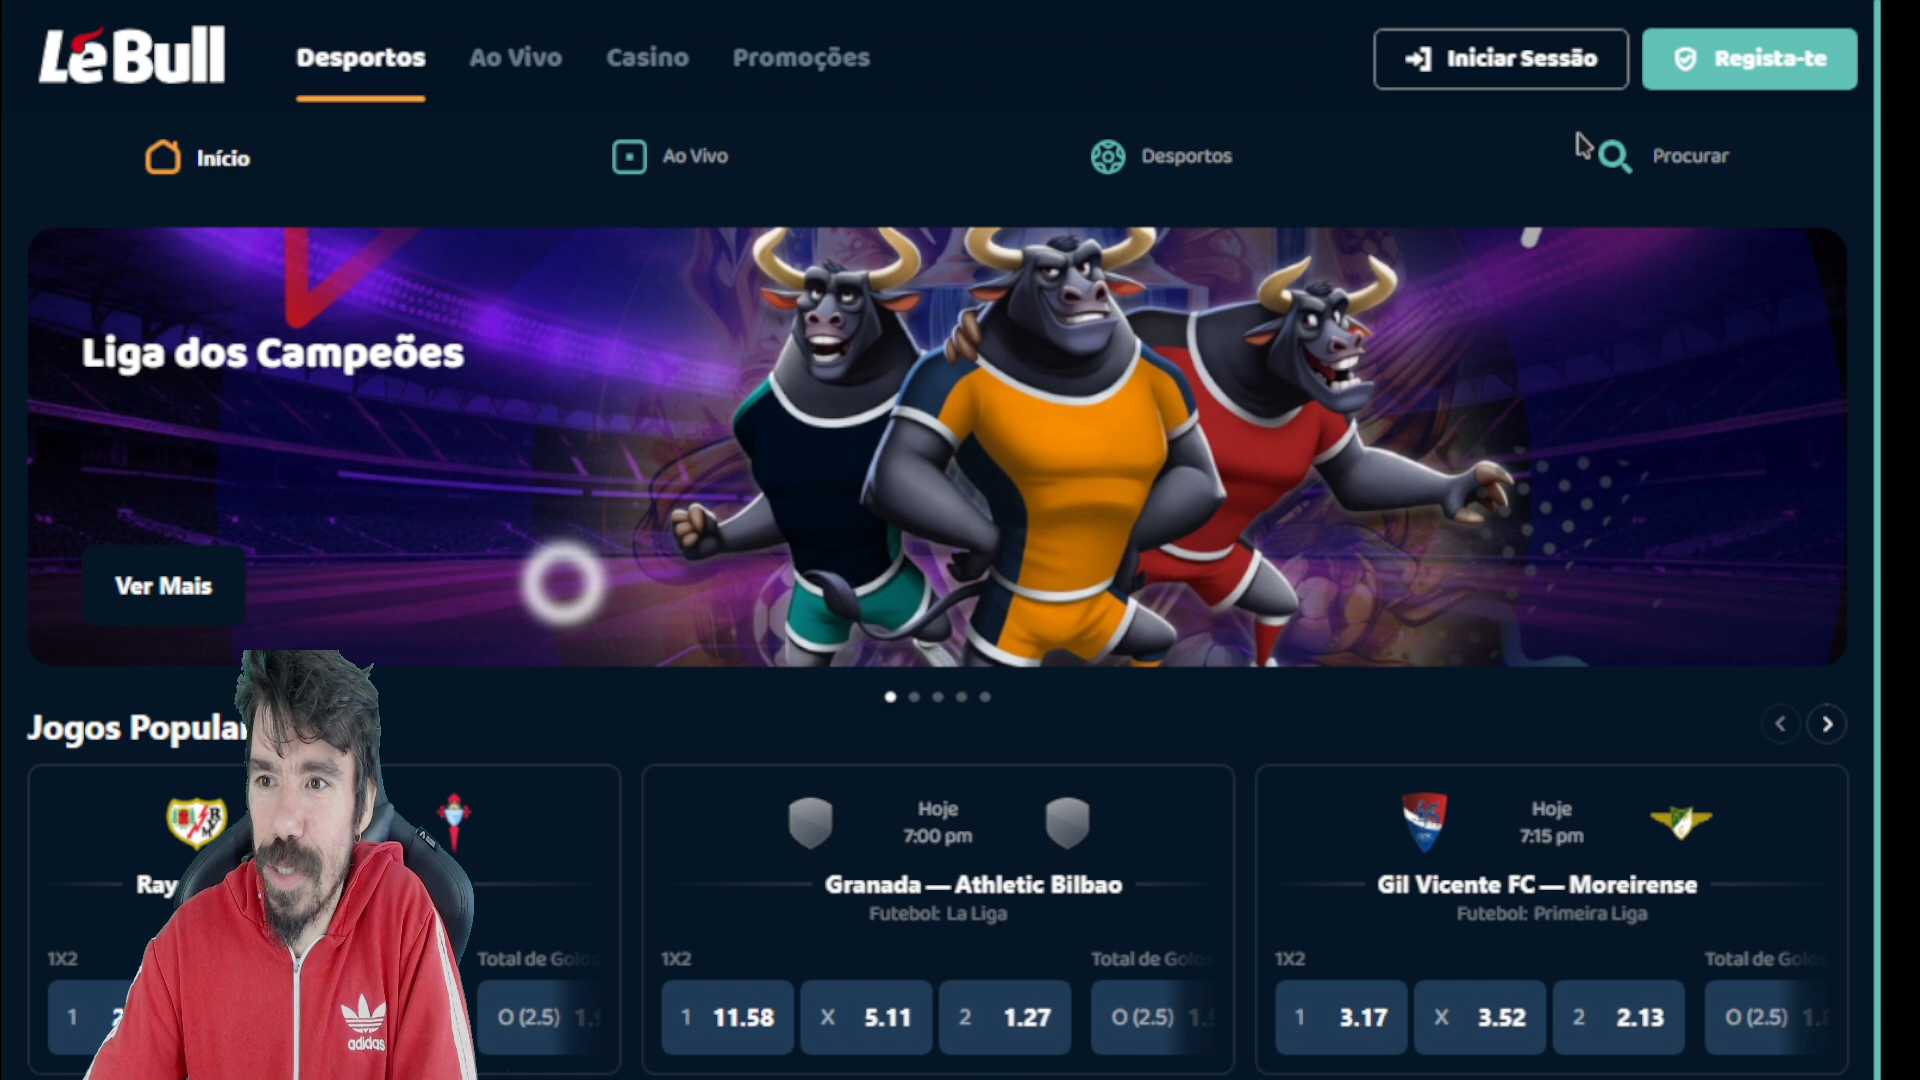 LeBull
Desportos Ao Vivo Casino Promoções
Iniciar Sessão Regista-te
Início Ao Vivo Desportos Procurar
Liga dos Campeões
Ver Mais
Jogos Popular
Hoje
7:00 pm
Granada — Athletic Bilbao
Futebol: La Liga
Hoje
7:15 pm
Gil Vicente FC — Moreirense
Futebol: Primeira Liga
Ray
1X2 Total de Golos
1 O (2.5)
1X2 Total de Golos
1 11.58 X 5.11 2 1.27 O (2.5)
1X2 Total de Golos
1 3.17 X 3.52 2 2.13 O (2.5)
adidas